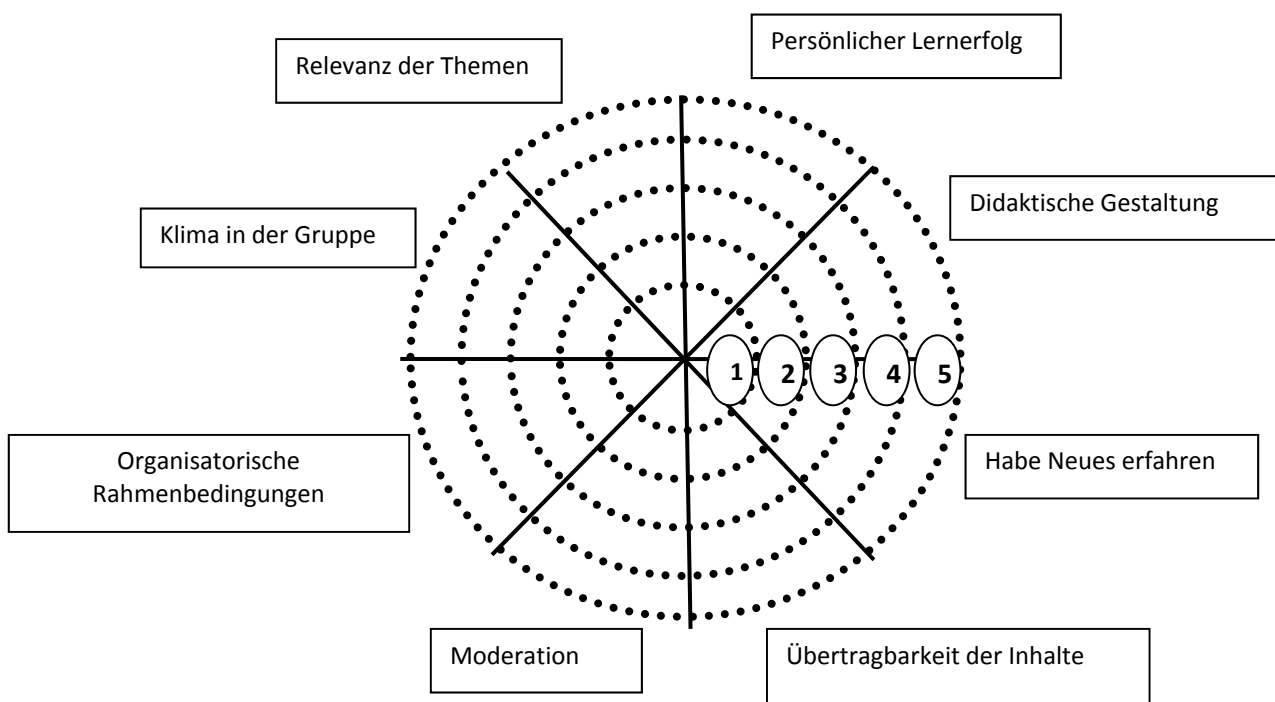 Persönlicher Lernerfolg
Relevanz der Themen
Didaktische Gestaltung
Klima in der Gruppe
1 2 3 4 5
Organisatorische
Rahmenbedingungen
Habe Neues erfahren
Moderation
Übertragbarkeit der Inhalte